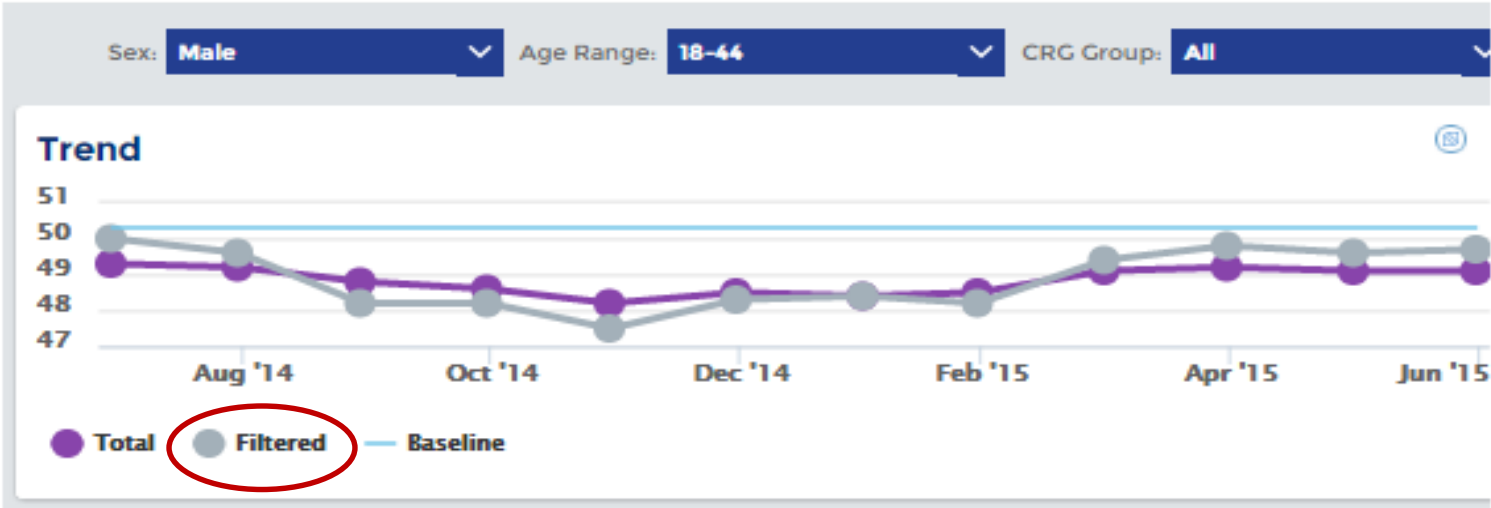 Sex: Male Age Range: 18-44 CRG Group: All
Trend
51
50
49
48
47
Aug '14 Oct '14 Dec '14 Feb '15 Apr '15 Jun '15
Total Filtered Baseline